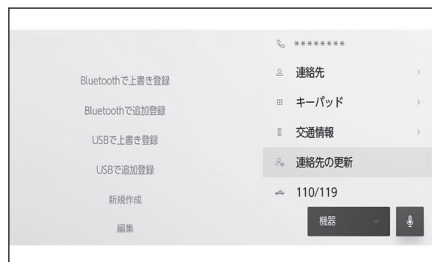 Bluetoothで上書き登録
Bluetoothで追加登録
USBで上書き登録
USBで追加登録
新規作成
編集
********
連絡先
キーパッド
交通情報
連絡先の更新
110/119
機器